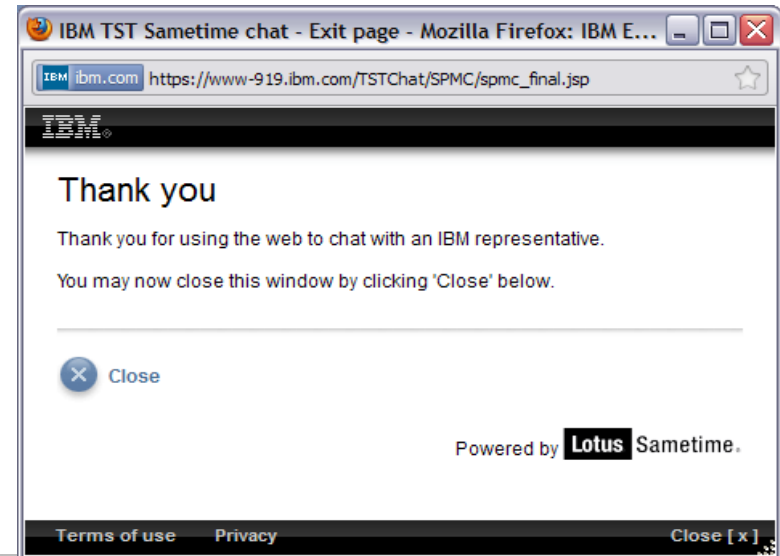 IBM TST Sametime chat - Exit page - Mozilla Firefox: IBM E...
IBM ibm.com https://www-919.ibm.com/TSTChat/SPMC/spmc_final.jsp
IBM®
Thank you
Thank you for using the web to chat with an IBM representative.
You may now close this window by clicking 'Close' below.
Close
Powered by Lotus Sametime.
Terms of use Privacy Close [ x ]